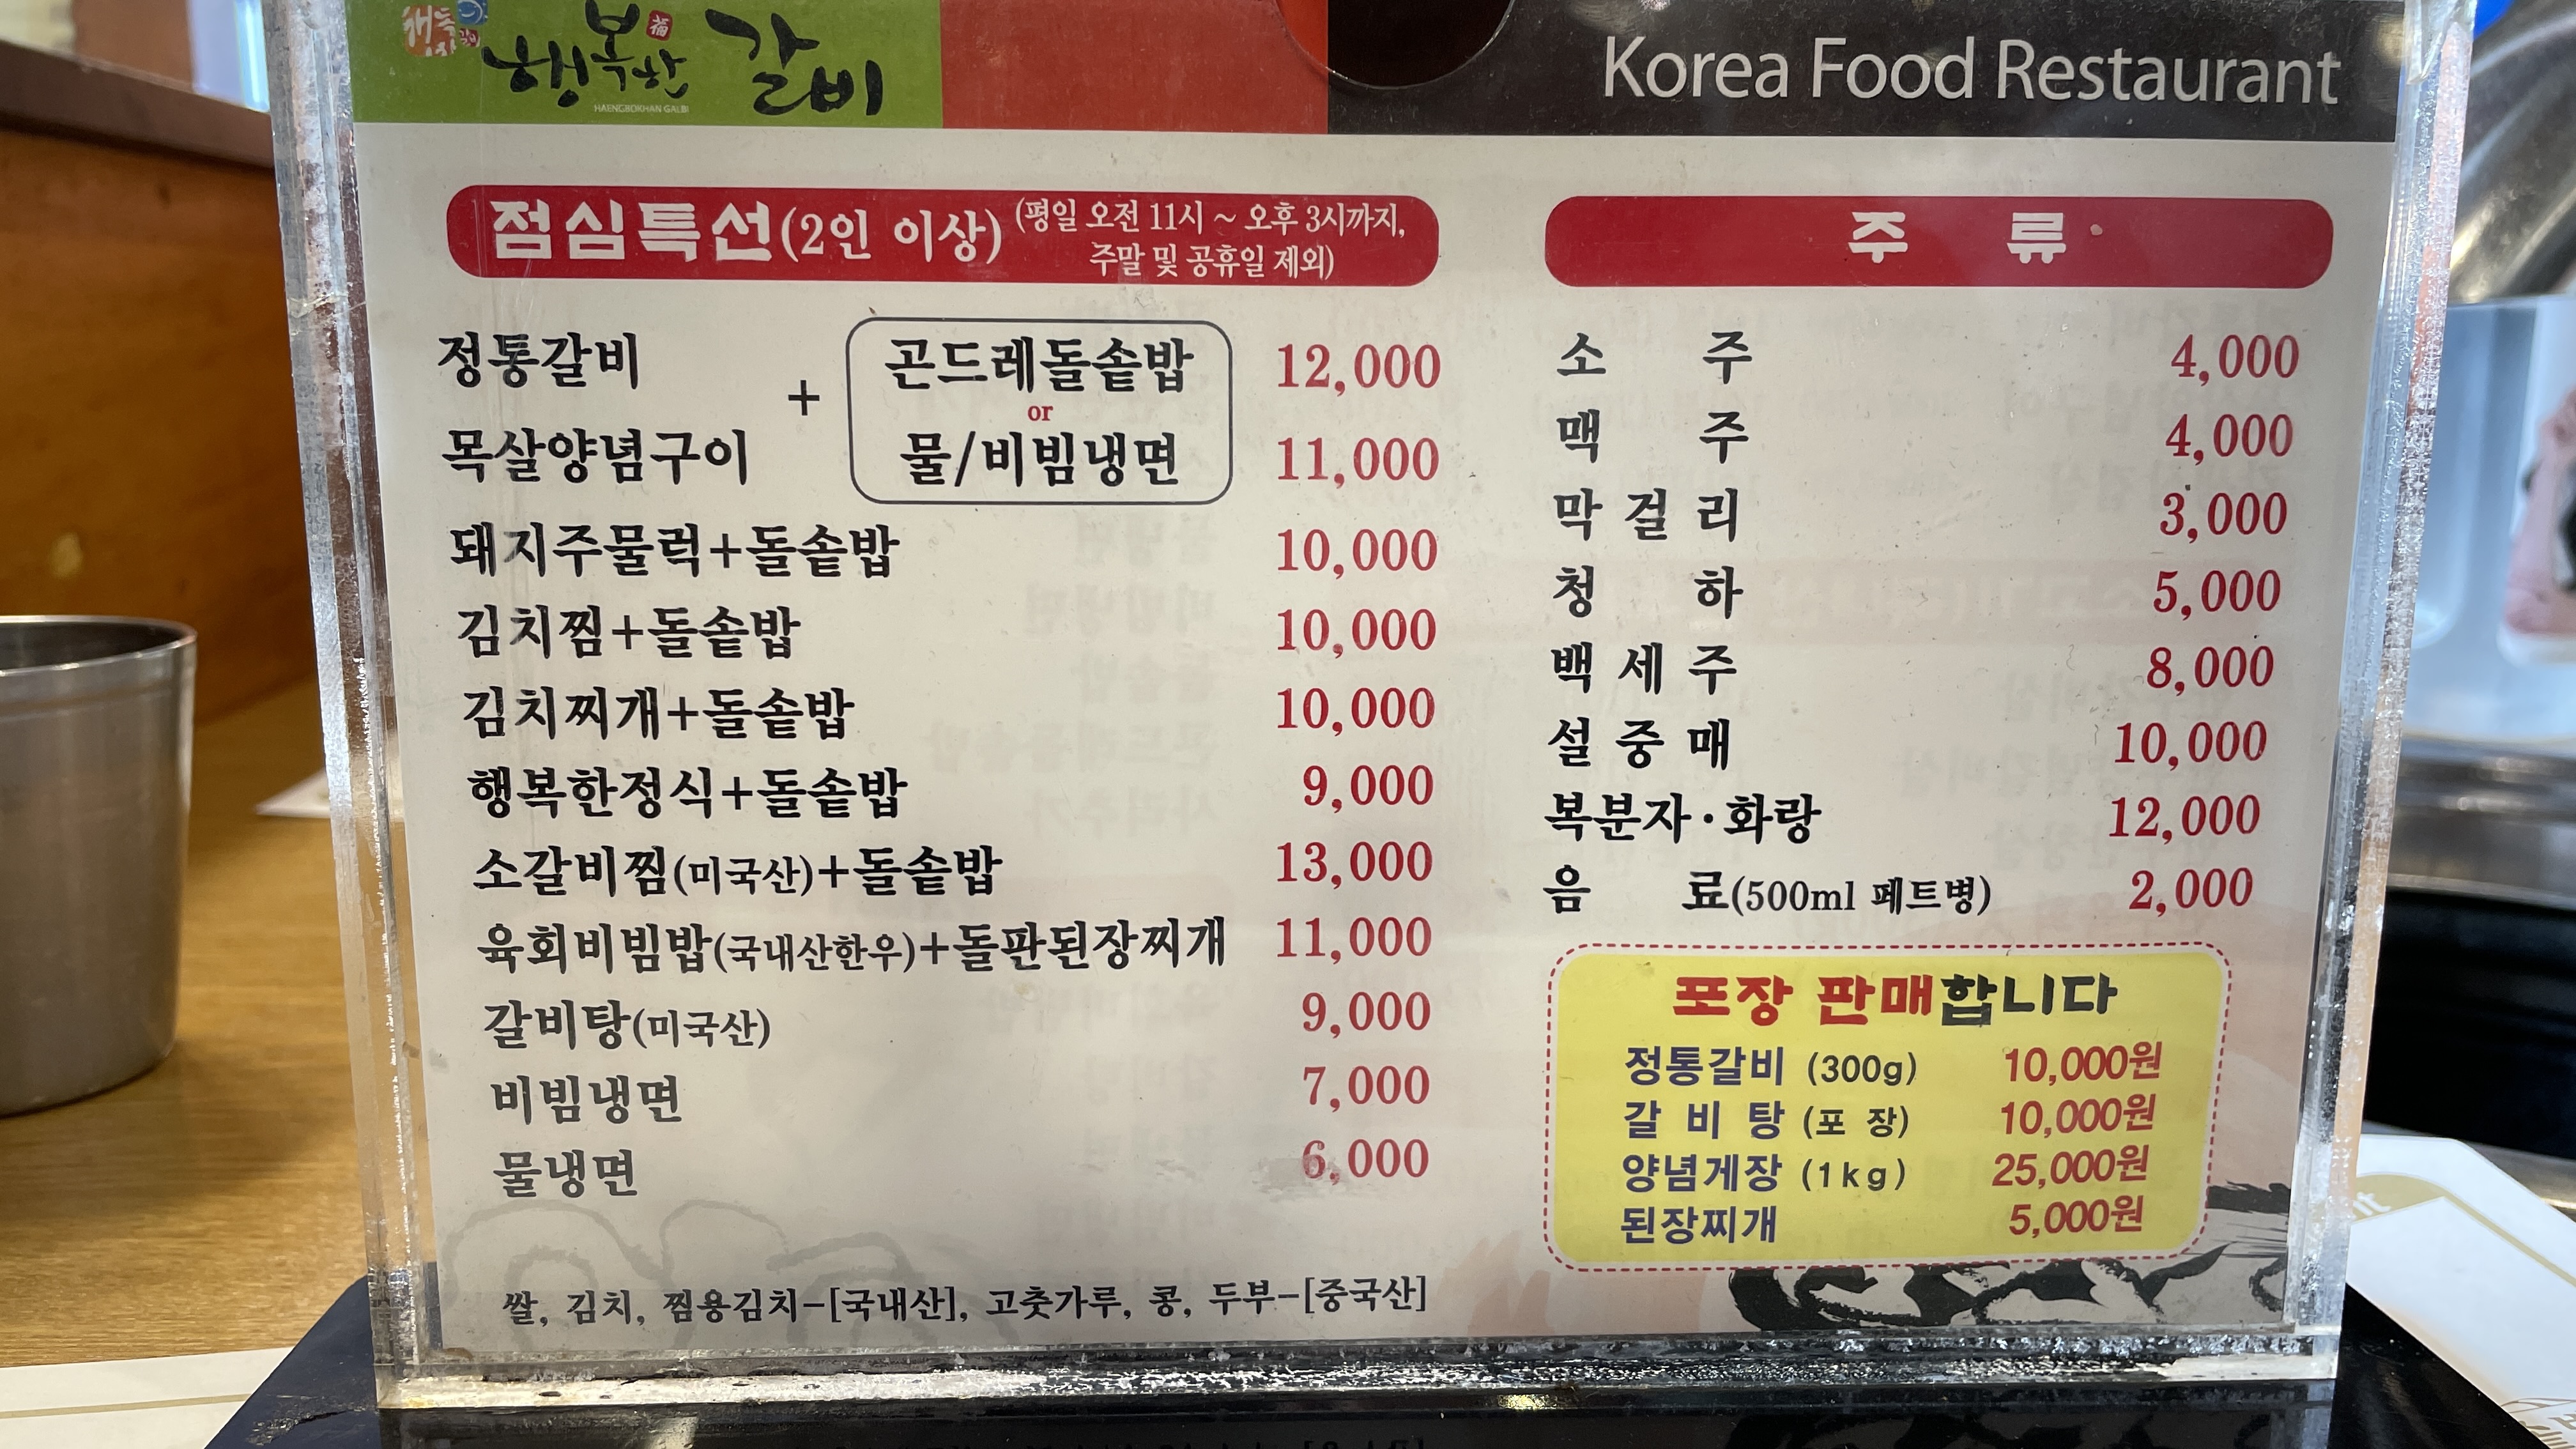 행복한 갈비
HAENGBOKHAN GALBI
Korea Food Restaurant
점심특선(2인 이상) (평일 오전 11시 ~ 오후 3시까지,
주말 및 공휴일 제외)
정통갈비 + 곤드레돌솥밥 12,000
or
목살양념구이 물/비빔냉면 11,000
돼지주물럭+돌솥밥 10,000
김치찜+돌솥밥 10,000
김치찌개+돌솥밥 10,000
행복한정식+돌솥밥 9,000
소갈비찜(미국산)+돌솥밥 13,000
육회비빔밥(국내산한우)+돌판된장찌개 11,000
갈비탕(미국산) 9,000
비빔냉면 7,000
물냉면 6,000
쌀, 김치, 찜용김치-[국내산], 고춧가루, 콩, 두부-[중국산]
주 류
소 주 4,000
맥 주 4,000
막 걸 리 3,000
청 하 5,000
백 세 주 8,000
설 중 매 10,000
복분자·화랑 12,000
음 료(500ml 페트병) 2,000
포장 판매합니다
정통갈비 (300g) 10,000원
갈 비 탕 (포 장) 10,000원
양념게장 (1kg) 25,000원
된장찌개 5,000원